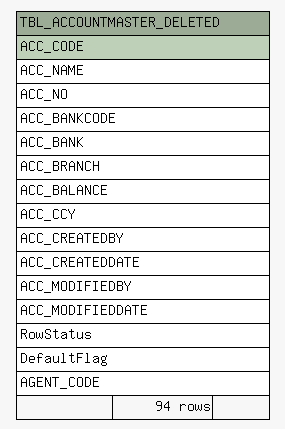 TBL_ACCOUNTMASTER_DELETED
ACC_CODE
ACC_NAME
ACC_NO
ACC_BANKCODE
ACC_BANK
ACC_BRANCH
ACC_BALANCE
ACC_CCY
ACC_CREATEDBY
ACC_CREATEDDATE
ACC_MODIFIEDBY
ACC_MODIFIEDDATE
RowStatus
DefaultFlag
AGENT_CODE
94 rows